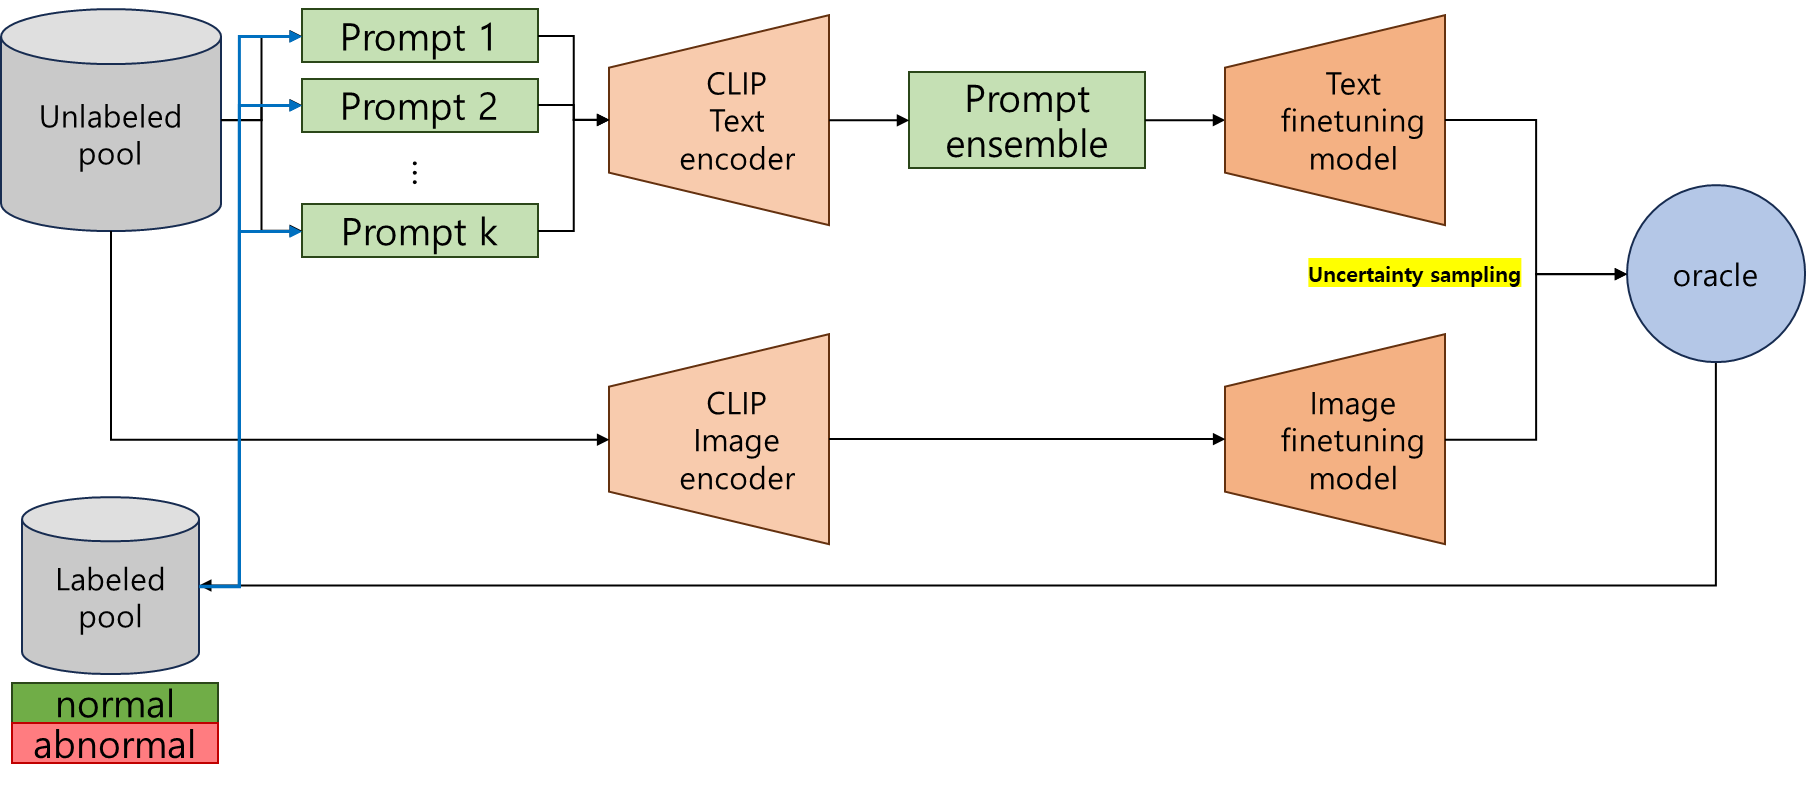 Unlabeled
pool
Prompt 1
Prompt 2
⋮
Prompt k
CLIP
Text
encoder
Prompt
ensemble
Text
finetuning
model
Uncertainty sampling
oracle
CLIP
Image
encoder
Image
finetuning
model
Labeled
pool
normal
abnormal